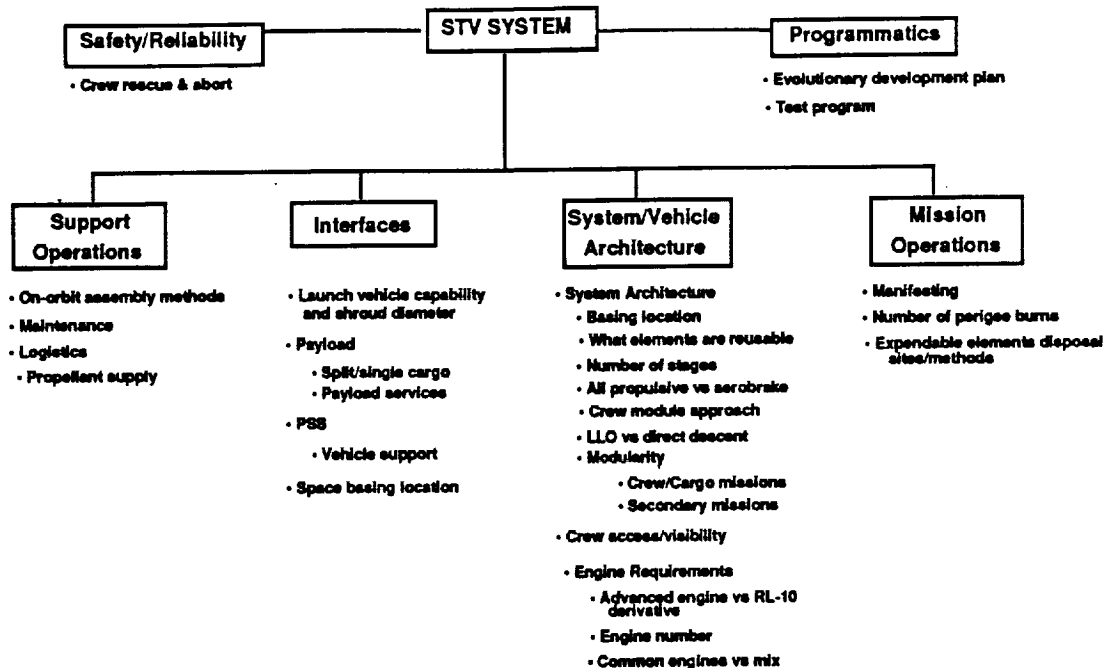 STV SYSTEM
Safety/Reliability
• Crew rescue & abort
Programmatics
• Evolutionary development plan
• Test program
Support
Operations
• On-orbit assembly methods
• Maintenance
• Logistics
• Propellent supply
Interfaces
• Launch vehicle capability
and shroud diameter
• Payload
• Split/single cargo
• Payload services
• PSS
• Vehicle support
• Space basing location
System/Vehicle
Architecture
• System Architecture
• Basing location
• What elements are reusable
• Number of stages
• All propulsive vs aerobrake
• Crew module approach
• LLO vs direct descent
• Modularity
• Crew/Cargo missions
• Secondary missions
• Crew access/visibility
• Engine Requirements
• Advanced engine vs RL-10
derivative
• Engine number
• Common engines vs mix
Mission
Operations
• Manifesting
• Number of perigee burns
• Expendable elements disposal
sites/methods